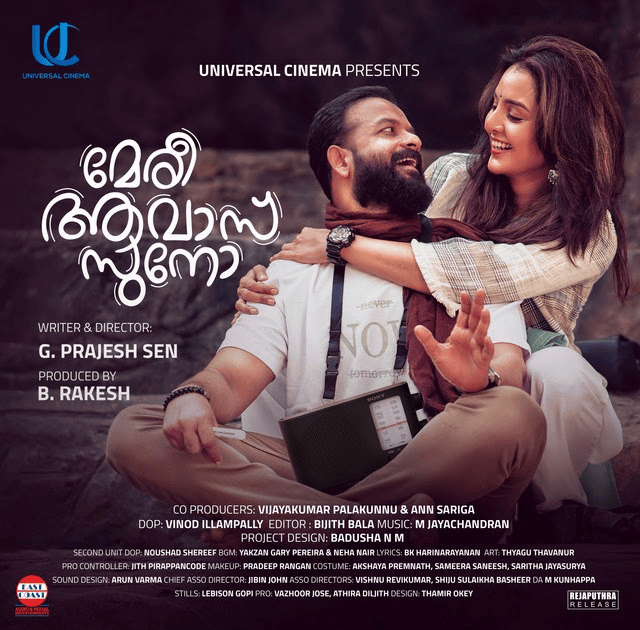 UC
UNIVERSAL CINEMA
UNIVERSAL CINEMA PRESENTS
മേരീ
ആവാസ്
സുനോ
WRITER & DIRECTOR:
G. PRAJESH SEN
PRODUCED BY
B. RAKESH
never
NOW
tomorrow
SONY
CO PRODUCERS: VIJAYAKUMAR PALAKUNNU & ANN SARIGA
DOP: VINOD ILLAMPALLY EDITOR : BIJITH BALA MUSIC: M JAYACHANDRAN
PROJECT DESIGN: BADUSHA N M
SECOND UNIT DOP: NOUSHAD SHEREEF BGM: YAKZAN GARY PEREIRA & NEHA NAIR LYRICS: BK HARINARAYANAN ART: THYAGU THAVANUR
PRO CONTROLLER: JITH PIRAPPANCODE MAKEUP: PRADEEP RANGAN COSTUME: AKSHAYA PREMNATH, SAMEERA SANEESH, SARITHA JAYASURYA
SOUND DESIGN: ARUN VARMA CHIEF ASSO DIRECTOR: JIBIN JOHN ASSO DIRECTORS: VISHNU REVIKUMAR, SHIJU SULAIKHA BASHEER DA M KUNHAPPA
STILLS: LEBISON GOPI PRO: VAZHOOR JOSE, ATHIRA DILJITH DESIGN: THAMIR OKEY
EAST
COAST
AUDIO & VISUAL
ENTERTAINMENTS
REJAPUTHRA
RELEASE